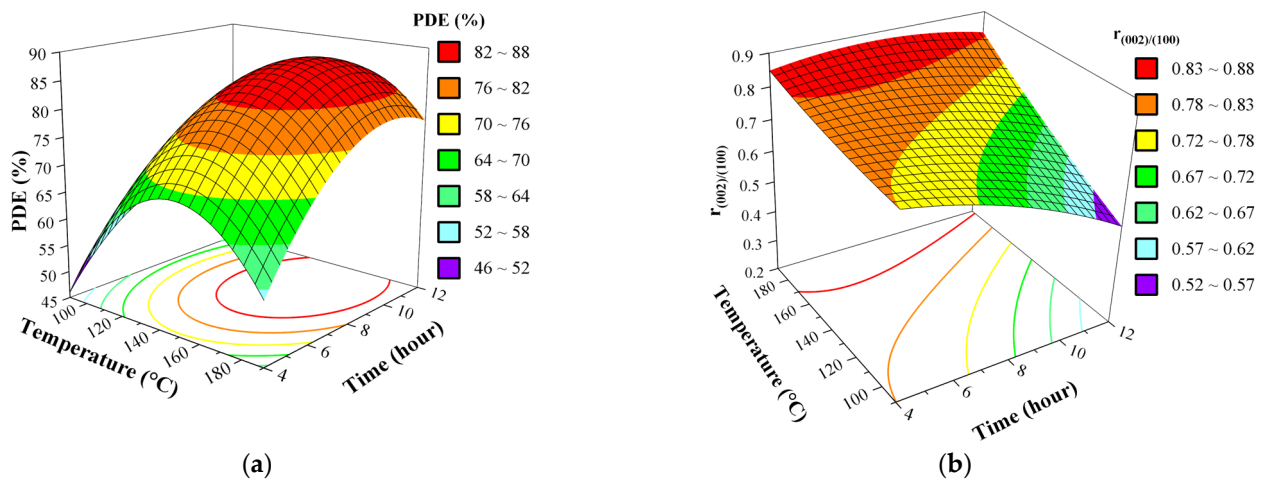 PDE (%)
82 ~ 88
76 ~ 82
70 ~ 76
64 ~ 70
58 ~ 64
52 ~ 58
46 ~ 52
90
85
80
75
70
65
60
55
50
45
PDE (%)
100
120
140
160
180
Temperature (°C)
4
6
8
10
12
Time (hour)
(a)
r(002)/(100)
0.83 ~ 0.88
0.78 ~ 0.83
0.72 ~ 0.78
0.67 ~ 0.72
0.62 ~ 0.67
0.57 ~ 0.62
0.52 ~ 0.57
0.9
0.8
0.7
0.6
0.5
0.4
0.3
0.2
r(002)/(100)
180
160
140
120
100
Temperature (°C)
4
6
8
10
12
Time (hour)
(b)